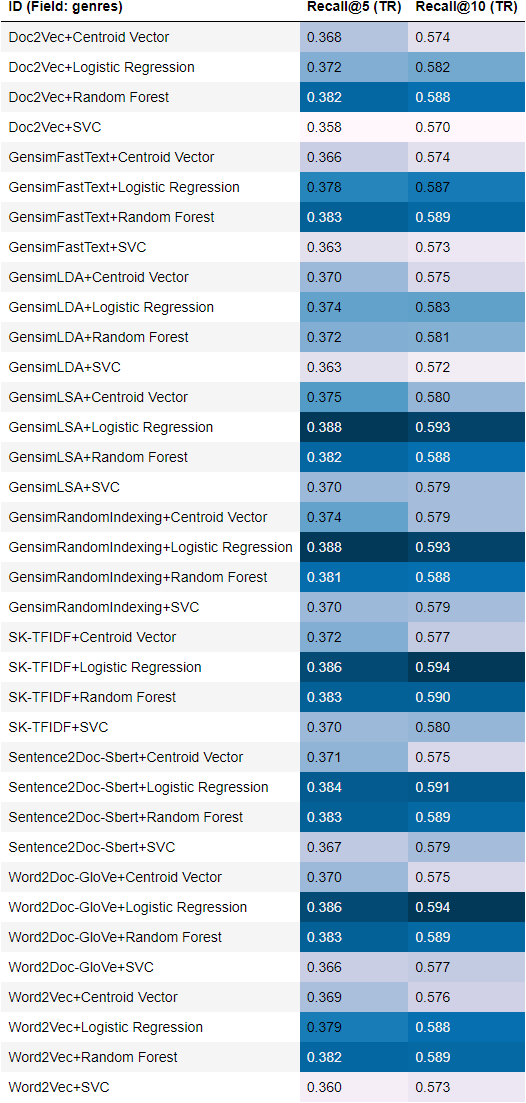 ID (Field: genres) Recall@5 (TR) Recall@10 (TR)
Doc2Vec+Centroid Vector 0.368 0.574
Doc2Vec+Logistic Regression 0.372 0.582
Doc2Vec+Random Forest 0.382 0.588
Doc2Vec+SVC 0.358 0.570
GensimFastText+Centroid Vector 0.366 0.574
GensimFastText+Logistic Regression 0.378 0.587
GensimFastText+Random Forest 0.383 0.589
GensimFastText+SVC 0.363 0.573
GensimLDA+Centroid Vector 0.370 0.575
GensimLDA+Logistic Regression 0.374 0.583
GensimLDA+Random Forest 0.372 0.581
GensimLDA+SVC 0.363 0.572
GensimLSA+Centroid Vector 0.375 0.580
GensimLSA+Logistic Regression 0.388 0.593
GensimLSA+Random Forest 0.382 0.588
GensimLSA+SVC 0.370 0.579
GensimRandomIndexing+Centroid Vector 0.374 0.579
GensimRandomIndexing+Logistic Regression 0.388 0.593
GensimRandomIndexing+Random Forest 0.381 0.588
GensimRandomIndexing+SVC 0.370 0.579
SK-TFIDF+Centroid Vector 0.372 0.577
SK-TFIDF+Logistic Regression 0.386 0.594
SK-TFIDF+Random Forest 0.383 0.590
SK-TFIDF+SVC 0.370 0.580
Sentence2Doc-Sbert+Centroid Vector 0.371 0.575
Sentence2Doc-Sbert+Logistic Regression 0.384 0.591
Sentence2Doc-Sbert+Random Forest 0.383 0.589
Sentence2Doc-Sbert+SVC 0.367 0.579
Word2Doc-GloVe+Centroid Vector 0.370 0.575
Word2Doc-GloVe+Logistic Regression 0.386 0.594
Word2Doc-GloVe+Random Forest 0.383 0.589
Word2Doc-GloVe+SVC 0.366 0.577
Word2Vec+Centroid Vector 0.369 0.576
Word2Vec+Logistic Regression 0.379 0.588
Word2Vec+Random Forest 0.382 0.589
Word2Vec+SVC 0.360 0.573